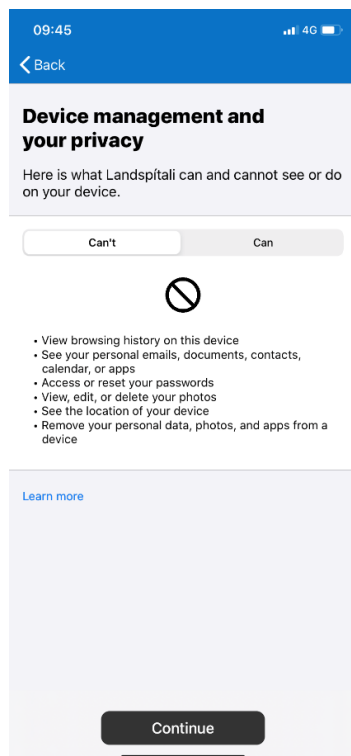 09:45
4G
Back
Device management and
your privacy
Here is what Landspítali can and cannot see or do
on your device.
Can't
Can
• View browsing history on this device
• See your personal emails, documents, contacts,
calendar, or apps
• Access or reset your passwords
• View, edit, or delete your photos
• See the location of your device
• Remove your personal data, photos, and apps from a
device
Learn more
Continue